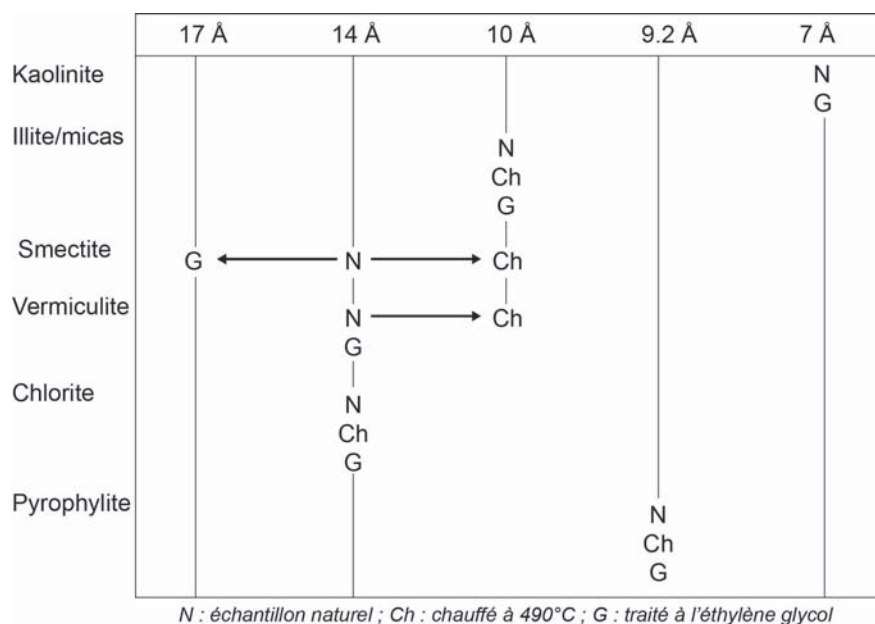 17 Å 14 Å 10 Å 9.2 Å 7 Å
Kaolinite N
G
Illite/micas N
Ch
G
Smectite G N Ch
Vermiculite N Ch
G
Chlorite N
Ch
G
Pyrophylite N
Ch
G
N : échantillon naturel ; Ch : chauffé à 490°C ; G : traité à l'éthylène glycol